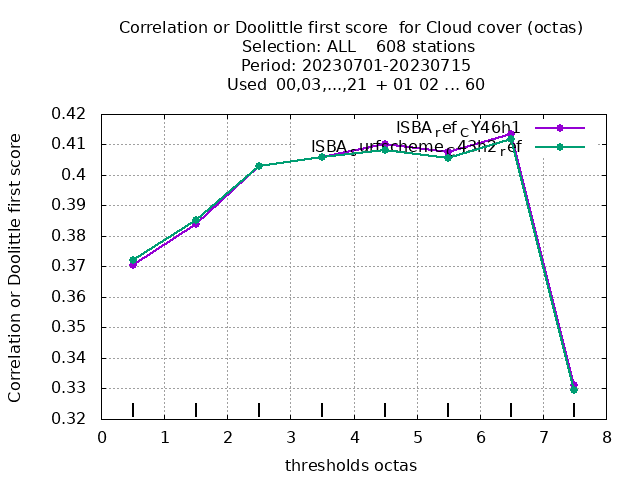 Correlation or Doolittle first score for Cloud cover (octas)
Selection: ALL 608 stations
Period: 20230701-20230715
Used 00,03,...,21 + 01 02 ... 60
Correlation or Doolittle first score
0.42
0.41
0.4
0.39
0.38
0.37
0.36
0.35
0.34
0.33
0.32
ISBA_ref_CY46h1
0 1 2 3 4 5 6 7 8
thresholds octas